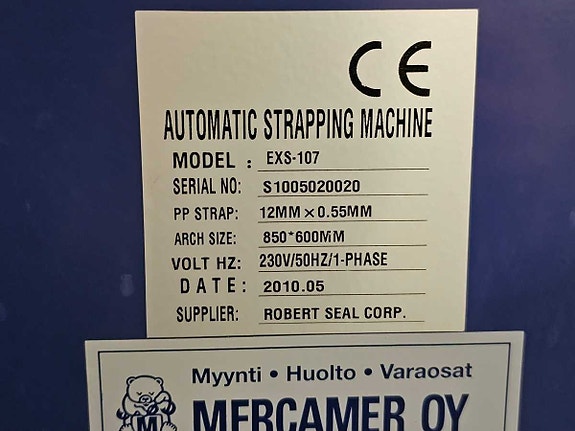 CE
AUTOMATIC STRAPPING MACHINE
MODEL : EXS-107
SERIAL NO: S1005020020
PP STRAP: 12MM×0.55MM
ARCH SIZE: 850*600MM
VOLT HZ: 230V/50HZ/1-PHASE
DATE: 2010.05
SUPPLIER: ROBERT SEAL CORP.
Myynti • Huolto • Varaosat
M
MERCAMER OY